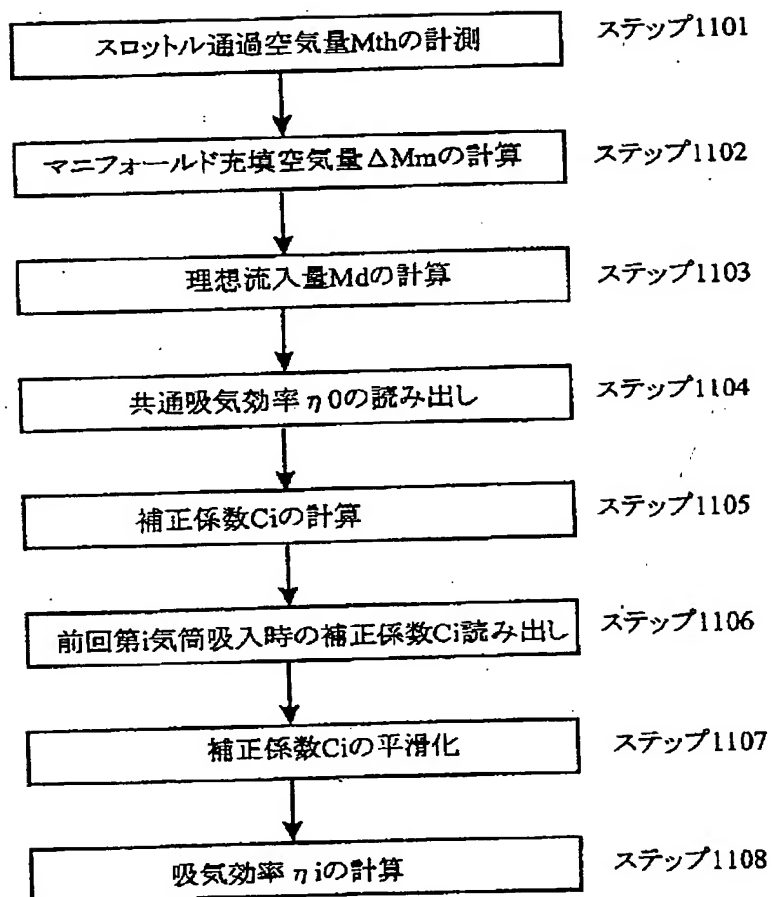 スロットル通過空気量Mthの計測
ステップ1101
マニフォールド充填空気量ΔMmの計算
ステップ1102
理想流入量Mdの計算
ステップ1103
共通吸気効率η0の読み出し
ステップ1104
補正係数Ciの計算
ステップ1105
前回第i気筒吸入時の補正係数Ci読み出し
ステップ1106
補正係数Ciの平滑化
ステップ1107
吸気効率ηiの計算
ステップ1108